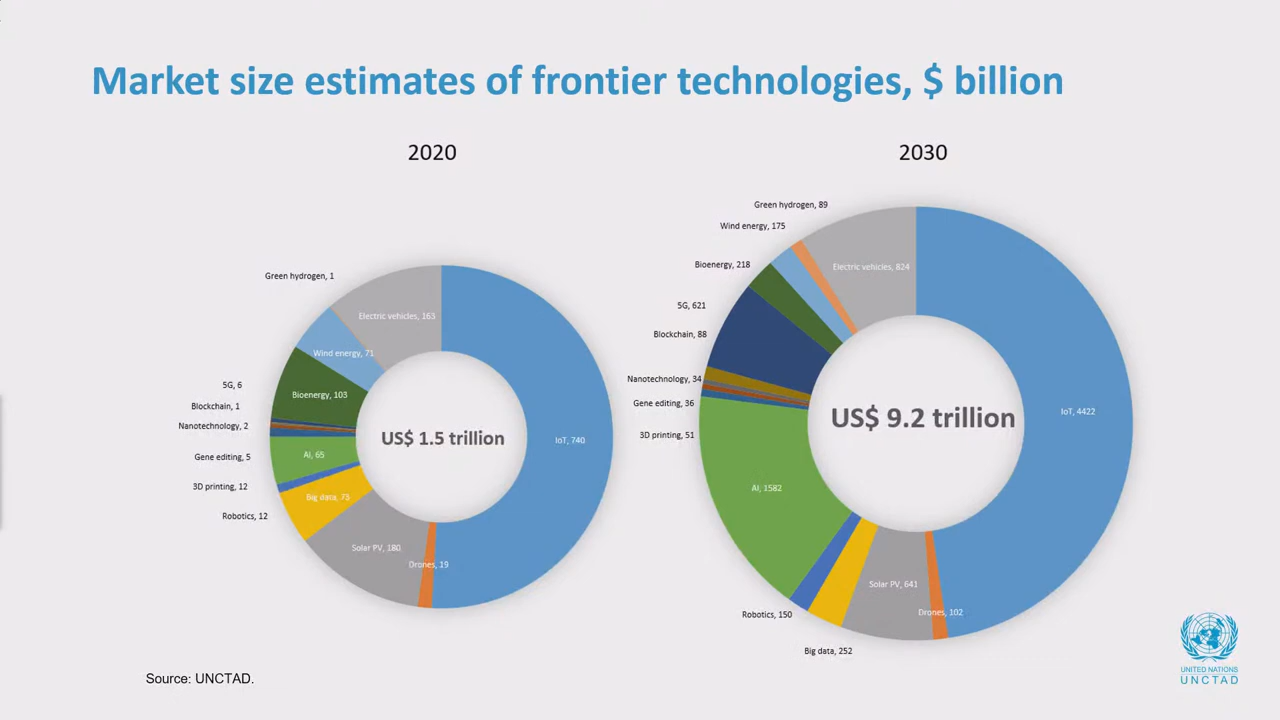 Market size estimates of frontier technologies, $ billion
2020
Green hydrogen, 1
Electric vehicles, 163
Wind energy, 71
5G, 6
Bioenergy, 103
Blockchain, 1
Nanotechnology, 2
US$ 1.5 trillion
IoT, 740
Gene editing, 5
AI, 65
3D printing, 12
Big data, 73
Robotics, 12
Solar PV, 180
Drones, 19
2030
Green hydrogen, 89
Wind energy, 175
Bioenergy, 218
Electric vehicles, 824
5G, 621
Blockchain, 88
Nanotechnology, 34
Gene editing, 36
IoT, 4422
US$ 9.2 trillion
3D printing, 51
AI, 1582
Solar PV, 641
Robotics, 150
Drones, 102
Big data, 252
Source: UNCTAD.
UNITED NATIONS
UNCTAD